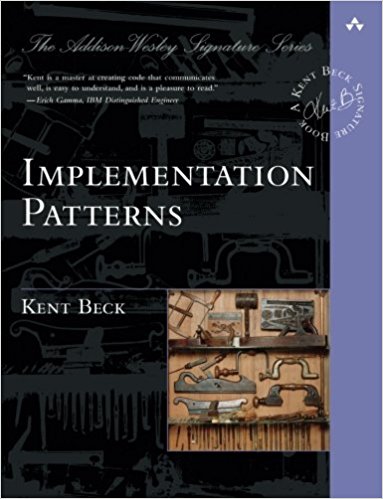 The Addison-Wesley Signature Series
"Kent is a master at creating code that communicates
well, is easy to understand, and is a pleasure to read."
—Erich Gamma, IBM Distinguished Engineer
A KENT BECK SIGNATURE BOOK
IMPLEMENTATION
PATTERNS
KENT BECK